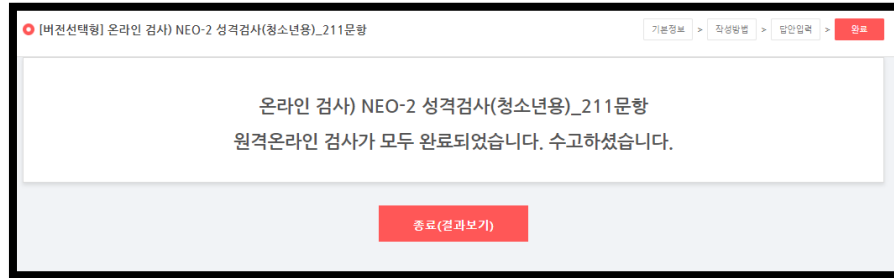 [버전선택형] 온라인 검사) NEO-2 성격검사(청소년용)_211문항
기본정보 > 작성방법 > 답안입력 > 완료
온라인 검사) NEO-2 성격검사(청소년용)_211문항
원격온라인 검사가 모두 완료되었습니다. 수고하셨습니다.
종료(결과보기)